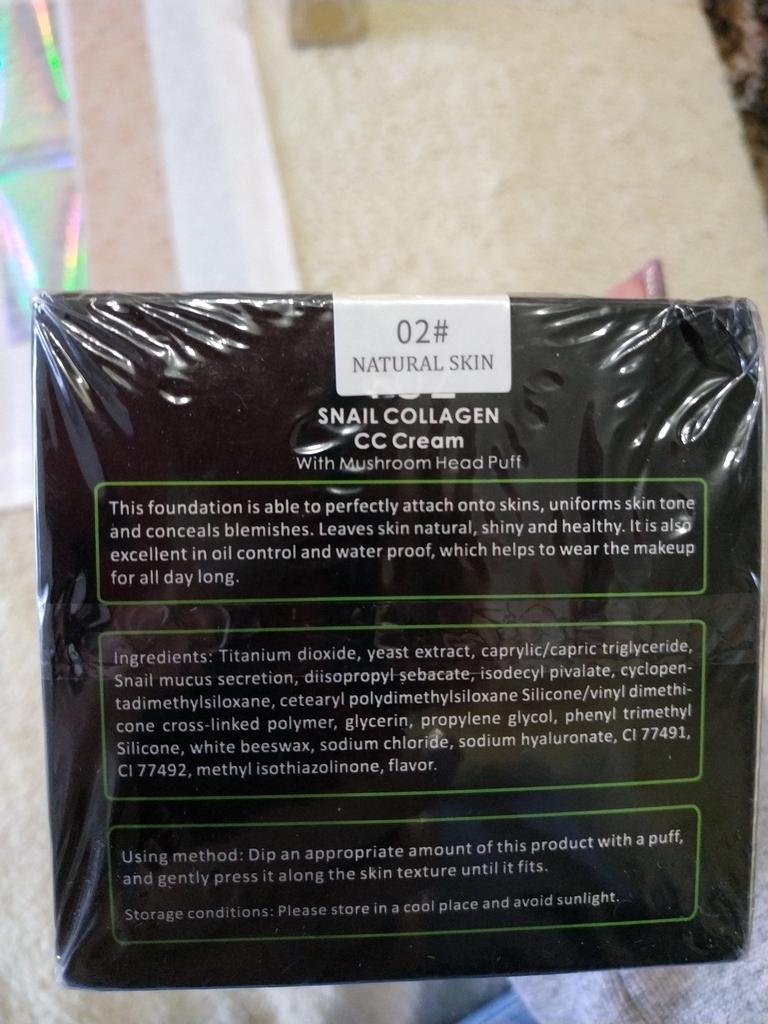 02#
NATURAL SKIN
SNAIL COLLAGEN
CC Cream
With Mushroom Head Puff
This foundation is able to perfectly attach onto skins, uniforms skin tone
and conceals blemishes. Leaves skin natural, shiny and healthy. It is also
excellent in oil control and water proof, which helps to wear the makeup
for all day long.
Ingredients: Titanium dioxide, yeast extract, caprylic/capric triglyceride,
Snail mucus secretion, diisopropyl sebacate, isodecyl pivalate, cyclopen-
tadimethylsiloxane, cetearyl polydimethylsiloxane Silicone/vinyl dimethi-
cone cross-linked polymer, glycerin, propylene glycol, phenyl trimethyl
Silicone, white beeswax, sodium chloride, sodium hyaluronate, CI 77491,
CI 77492, methyl isothiazolinone, flavor.
Using method: Dip an appropriate amount of this product with a puff,
and gently press it along the skin texture until it fits.
Storage conditions: Please store in a cool place and avoid sunlight.